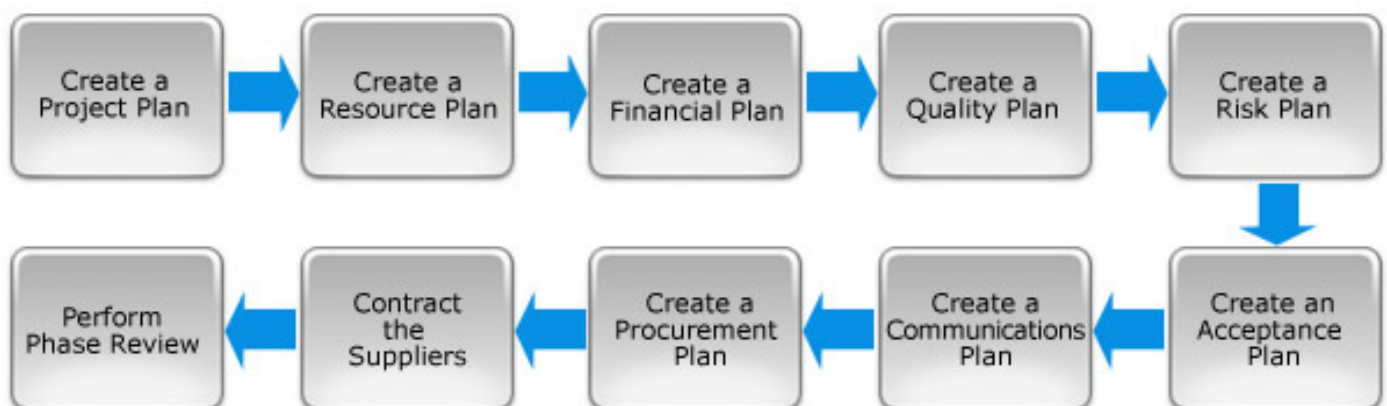 Create a
Project Plan
Create a
Resource Plan
Create a
Financial Plan
Create a
Quality Plan
Create a
Risk Plan
Create an
Acceptance
Plan
Create a
Communications
Plan
Create a
Procurement
Plan
Contract
the
Suppliers
Perform
Phase Review